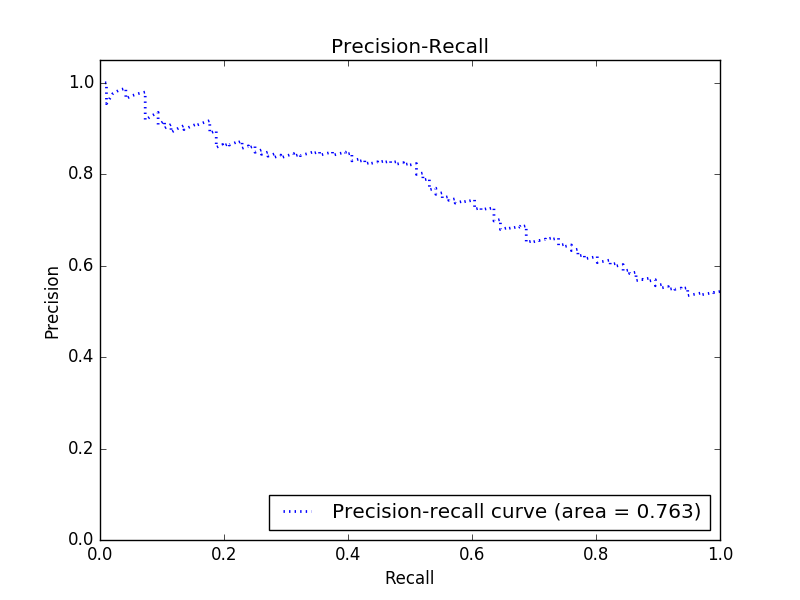 Precision-Recall
1.0
0.8
0.6
0.4
0.2
0.0
Precision
Precision-recall curve (area = 0.763)
0.0 0.2 0.4 0.6 0.8 1.0
Recall